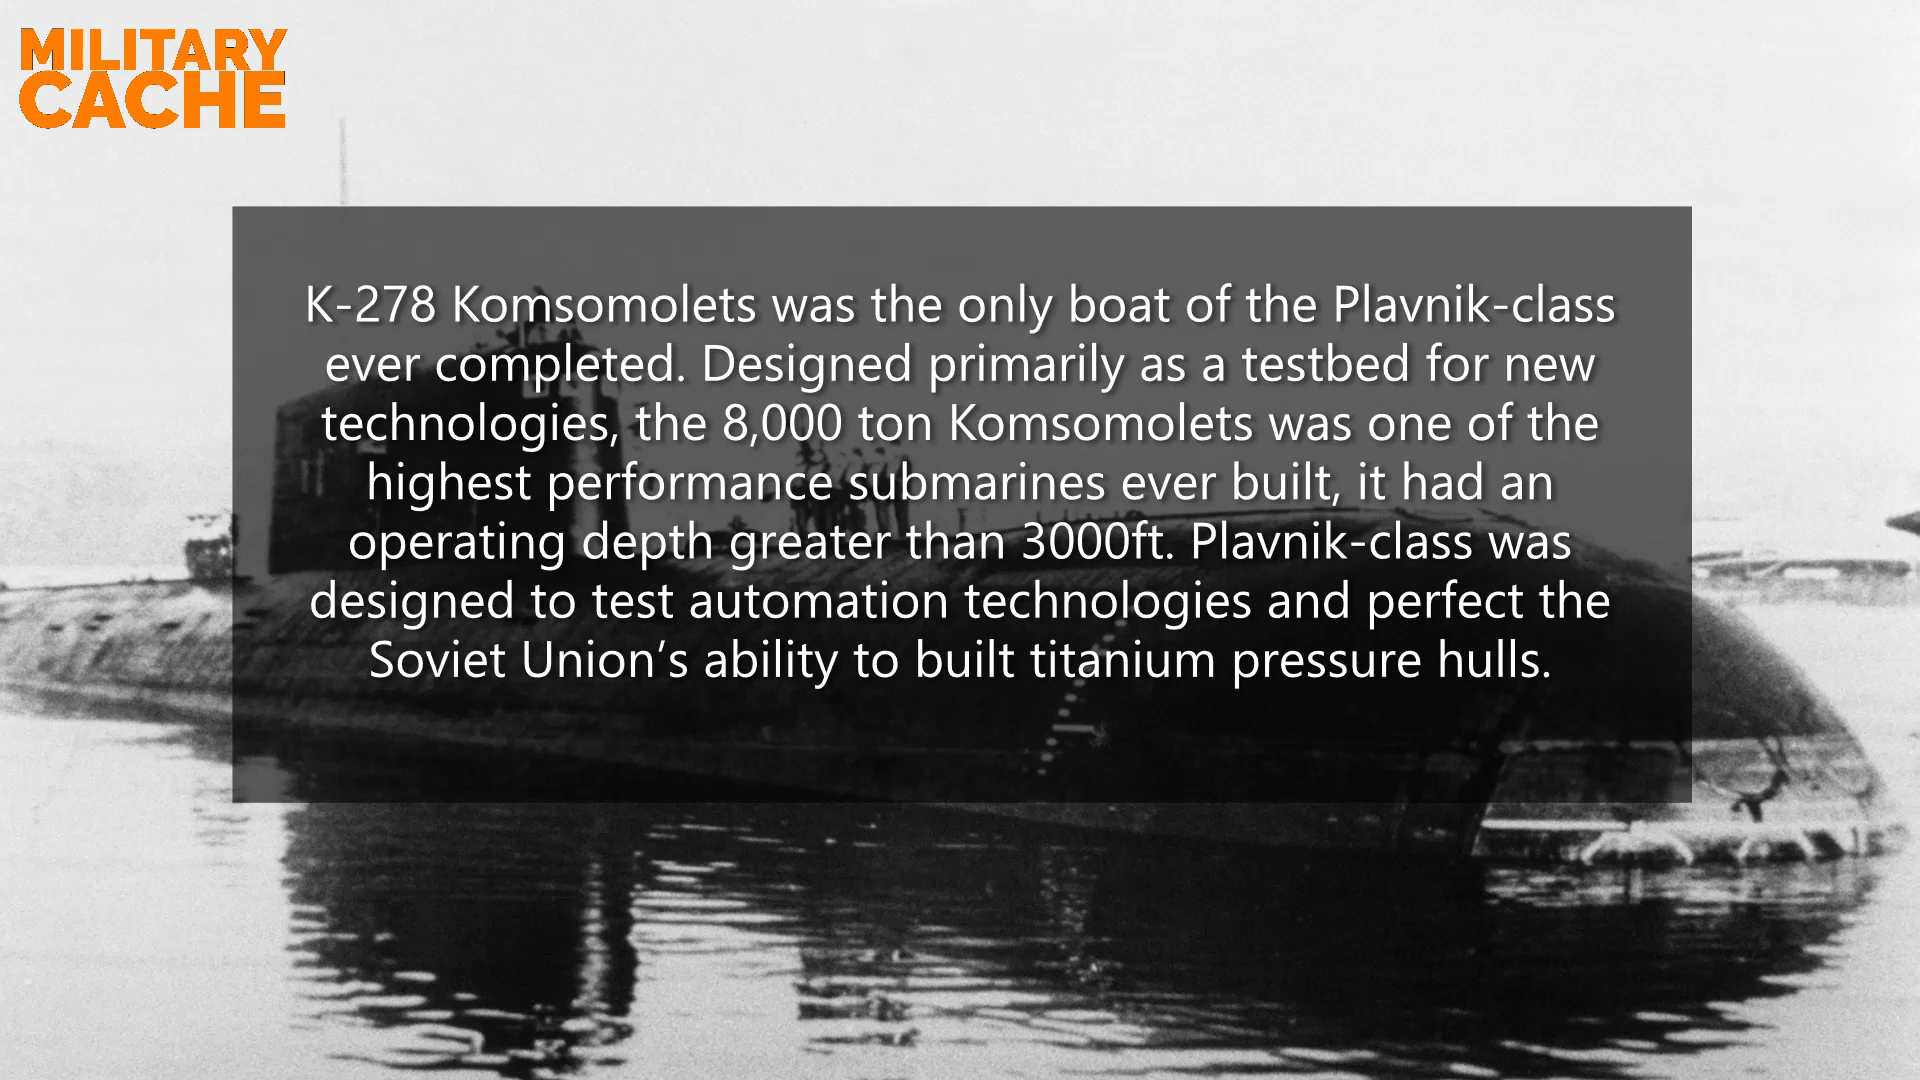 MILITARY
CACHE
K-278 Komsomolets was the only boat of the Plavnik-class
ever completed. Designed primarily as a testbed for new
technologies, the 8,000 ton Komsomolets was one of the
highest performance submarines ever built, it had an
operating depth greater than 3000ft. Plavnik-class was
designed to test automation technologies and perfect the
Soviet Union’s ability to built titanium pressure hulls.